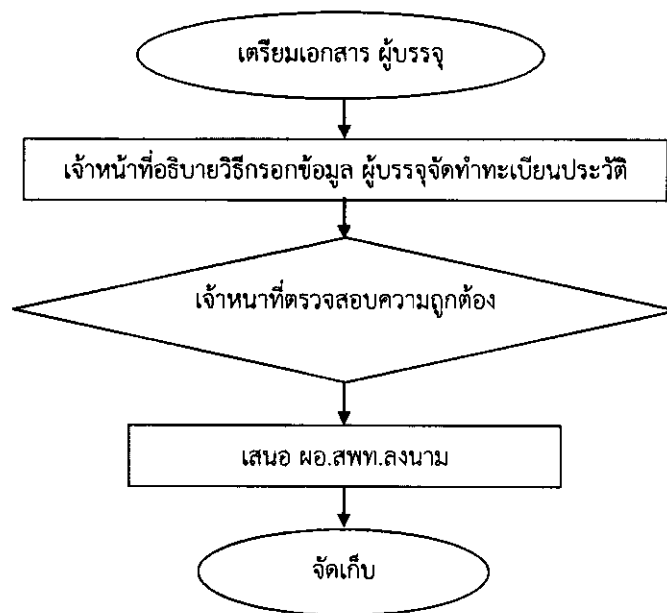 เตรียมเอกสาร ผู้บรรจุ
เจ้าหน้าที่อธิบายวิธีกรอกข้อมูล ผู้บรรจุจัดทำทะเบียนประวัติ
เจ้าหนาที่ตรวจสอบความถูกต้อง
เสนอ ผอ.สพท.ลงนาม
จัดเก็บ